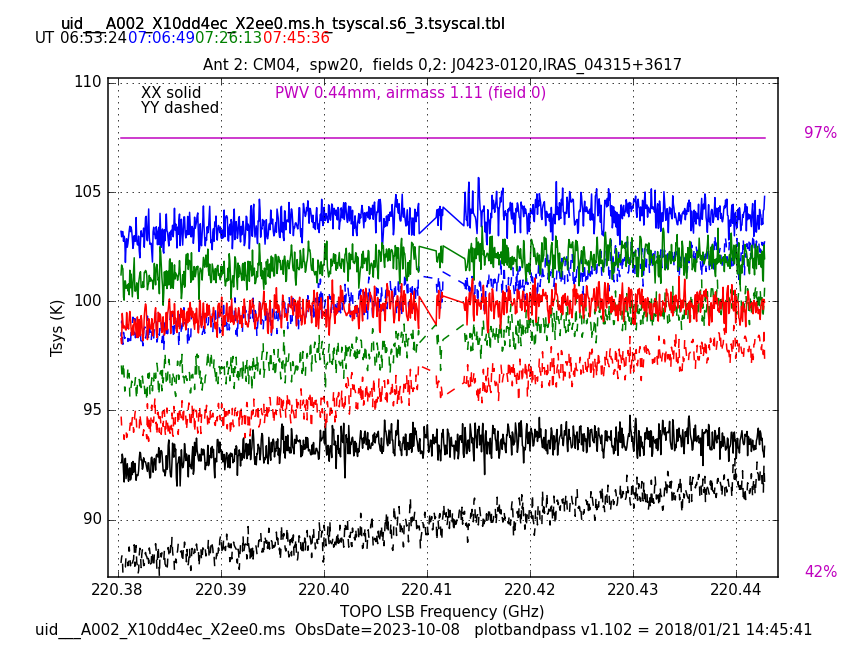 uid___A002_X10dd4ec_X2ee0.ms.h_tsyscal.s6_3.tsyscal.tbl
UT 06:53:24 07:06:49 07:26:13 07:45:36
Ant 2: CM04,  spw20,  fields 0,2: J0423-0120,IRAS_04315+3617
XX solid
PWV 0.44mm, airmass 1.11 (field 0)
YY dashed
97%
110
105
100
95
90
Tsys (K)
42%
220.38 220.39 220.40 220.41 220.42 220.43 220.44
TOPO LSB Frequency (GHz)
uid___A002_X10dd4ec_X2ee0.ms  ObsDate=2023-10-08   plotbandpass v1.102 = 2018/01/21 14:45:41